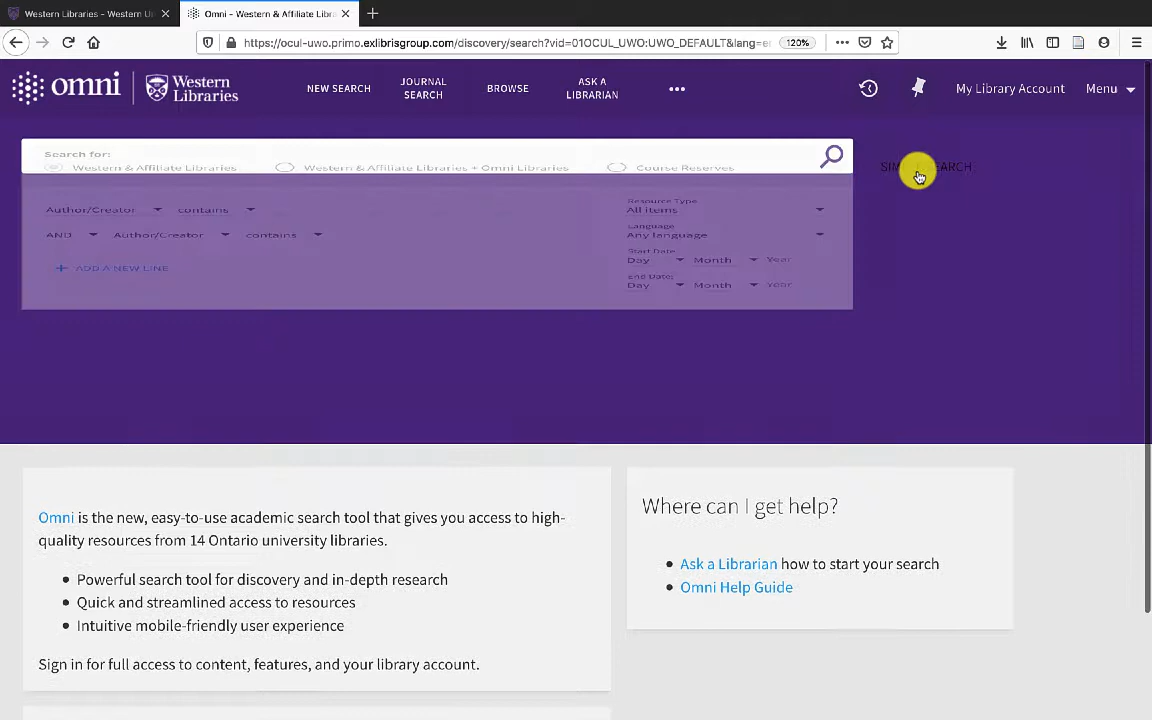 Western Libraries - Western U
Omni - Western & Affiliate Libra
https://ocul-uwo.primo.exlibrisgroup.com/discovery/search?vid=01OCUL_UWO:UWO_DEFAULT&lang=e
120%
omni
Western
Libraries
NEW SEARCH
JOURNAL
SEARCH
BROWSE
ASK A
LIBRARIAN
My Library Account
Menu
Search for:
Western & Affiliate Libraries
Western & Affiliate Libraries + Omni Libraries
Course Reserves
Author/Creator
contains
AND
Author/Creator
contains
+ ADD A NEW LINE
Resource Type
All items
Language
Any language
Start Date
Day
Month
Year
End Date:
Day
Month
Year
Omni is the new, easy-to-use academic search tool that gives you access to high-
quality resources from 14 Ontario university libraries.
• Powerful search tool for discovery and in-depth research
• Quick and streamlined access to resources
• Intuitive mobile-friendly user experience
Sign in for full access to content, features, and your library account.
Where can I get help?
• Ask a Librarian how to start your search
• Omni Help Guide